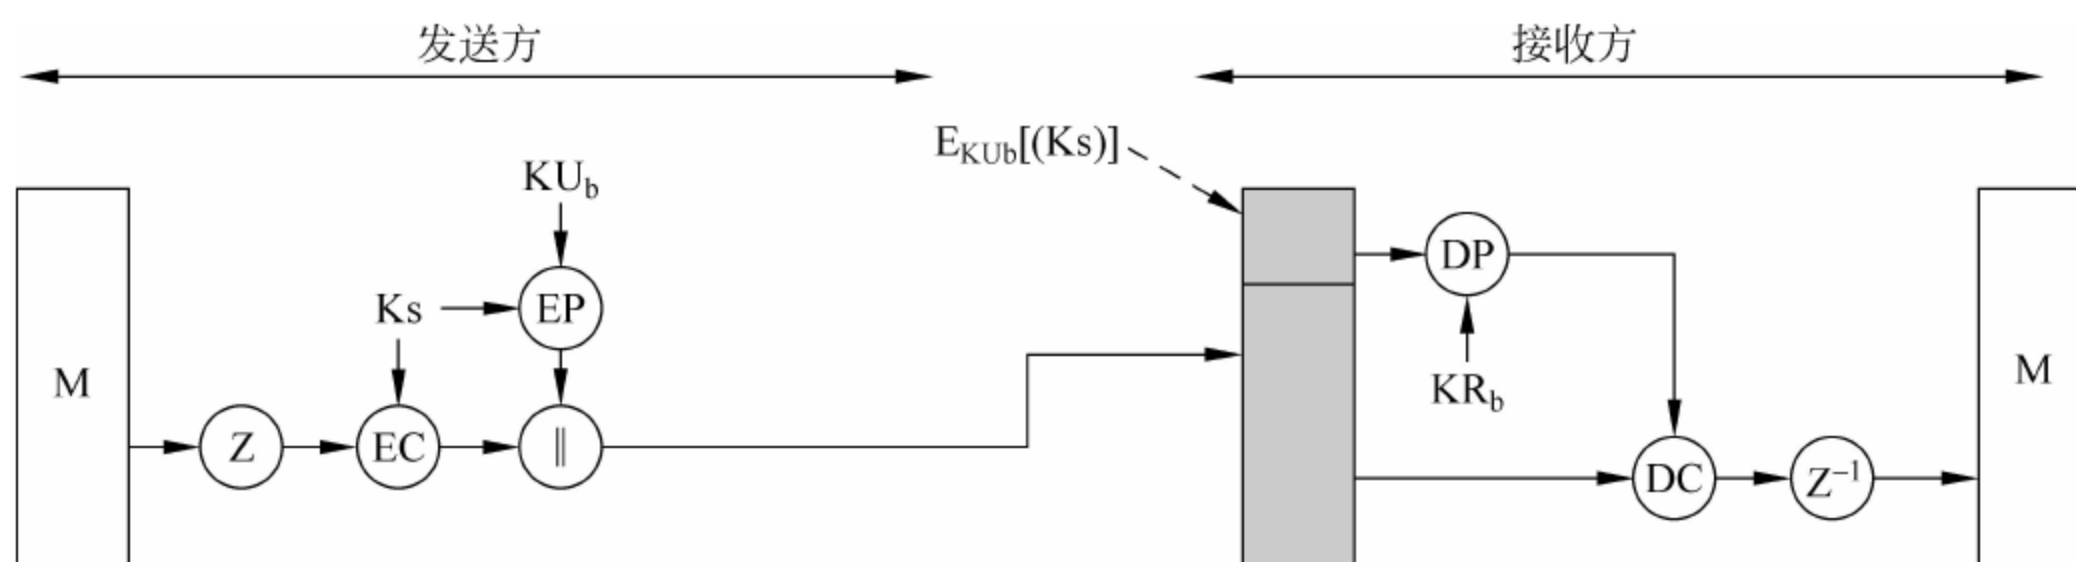 发送方
接收方
E_KUb[(Ks)]
KU_b
DP
Ks
EP
M
M
KR_b
Z
EC
||
DC
Z⁻¹